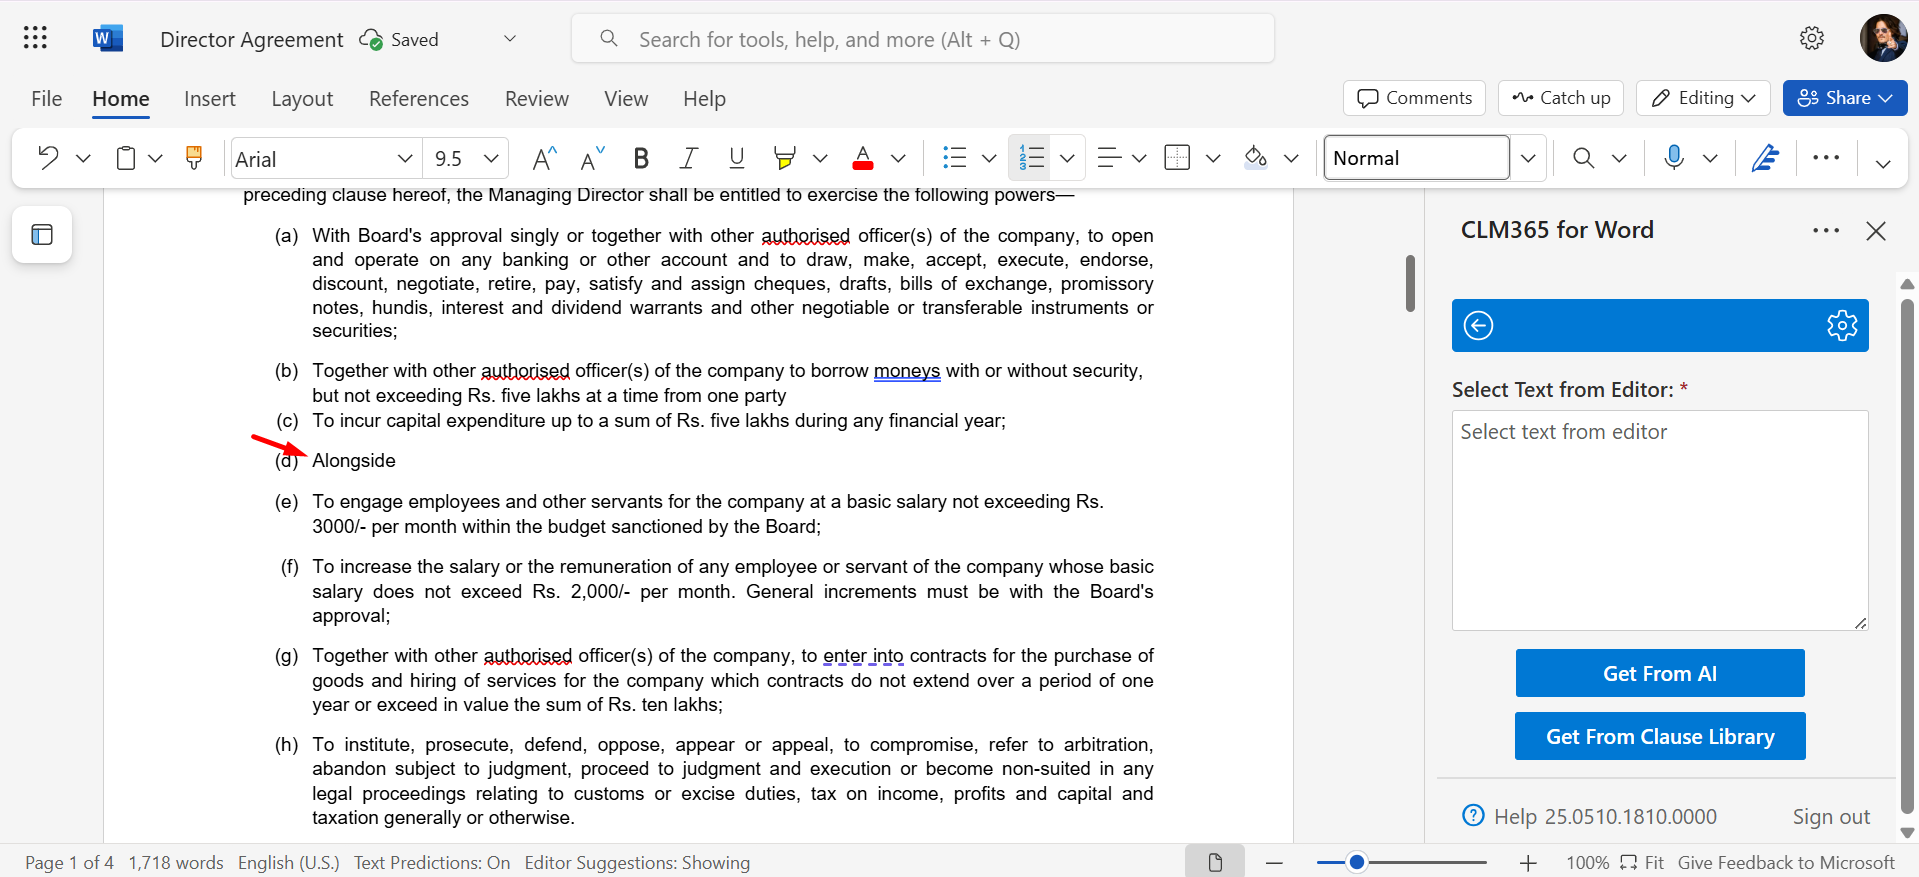 Director Agreement Saved
Search for tools, help, and more (Alt + Q)
File Home Insert Layout References Review View Help
Comments Catch up Editing Share
Arial 9.5 Normal
preceding clause hereof, the Managing Director shall be entitled to exercise the following powers—
(a) With Board's approval singly or together with other authorised officer(s) of the company, to open
and operate on any banking or other account and to draw, make, accept, execute, endorse,
discount, negotiate, retire, pay, satisfy and assign cheques, drafts, bills of exchange, promissory
notes, hundis, interest and dividend warrants and other negotiable or transferable instruments or
securities;
(b) Together with other authorised officer(s) of the company to borrow moneys with or without security,
but not exceeding Rs. five lakhs at a time from one party
(c) To incur capital expenditure up to a sum of Rs. five lakhs during any financial year;
(d) Alongside
(e) To engage employees and other servants for the company at a basic salary not exceeding Rs.
3000/- per month within the budget sanctioned by the Board;
(f) To increase the salary or the remuneration of any employee or servant of the company whose basic
salary does not exceed Rs. 2,000/- per month. General increments must be with the Board's
approval;
(g) Together with other authorised officer(s) of the company, to enter into contracts for the purchase of
goods and hiring of services for the company which contracts do not extend over a period of one
year or exceed in value the sum of Rs. ten lakhs;
(h) To institute, prosecute, defend, oppose, appear or appeal, to compromise, refer to arbitration,
abandon subject to judgment, proceed to judgment and execution or become non-suited in any
legal proceedings relating to customs or excise duties, tax on income, profits and capital and
taxation generally or otherwise.
CLM365 for Word
Select Text from Editor: *
Select text from editor
Get From AI
Get From Clause Library
Help 25.0510.1810.0000 Sign out
Page 1 of 4 1,718 words English (U.S.) Text Predictions: On Editor Suggestions: Showing
100% Fit Give Feedback to Microsoft